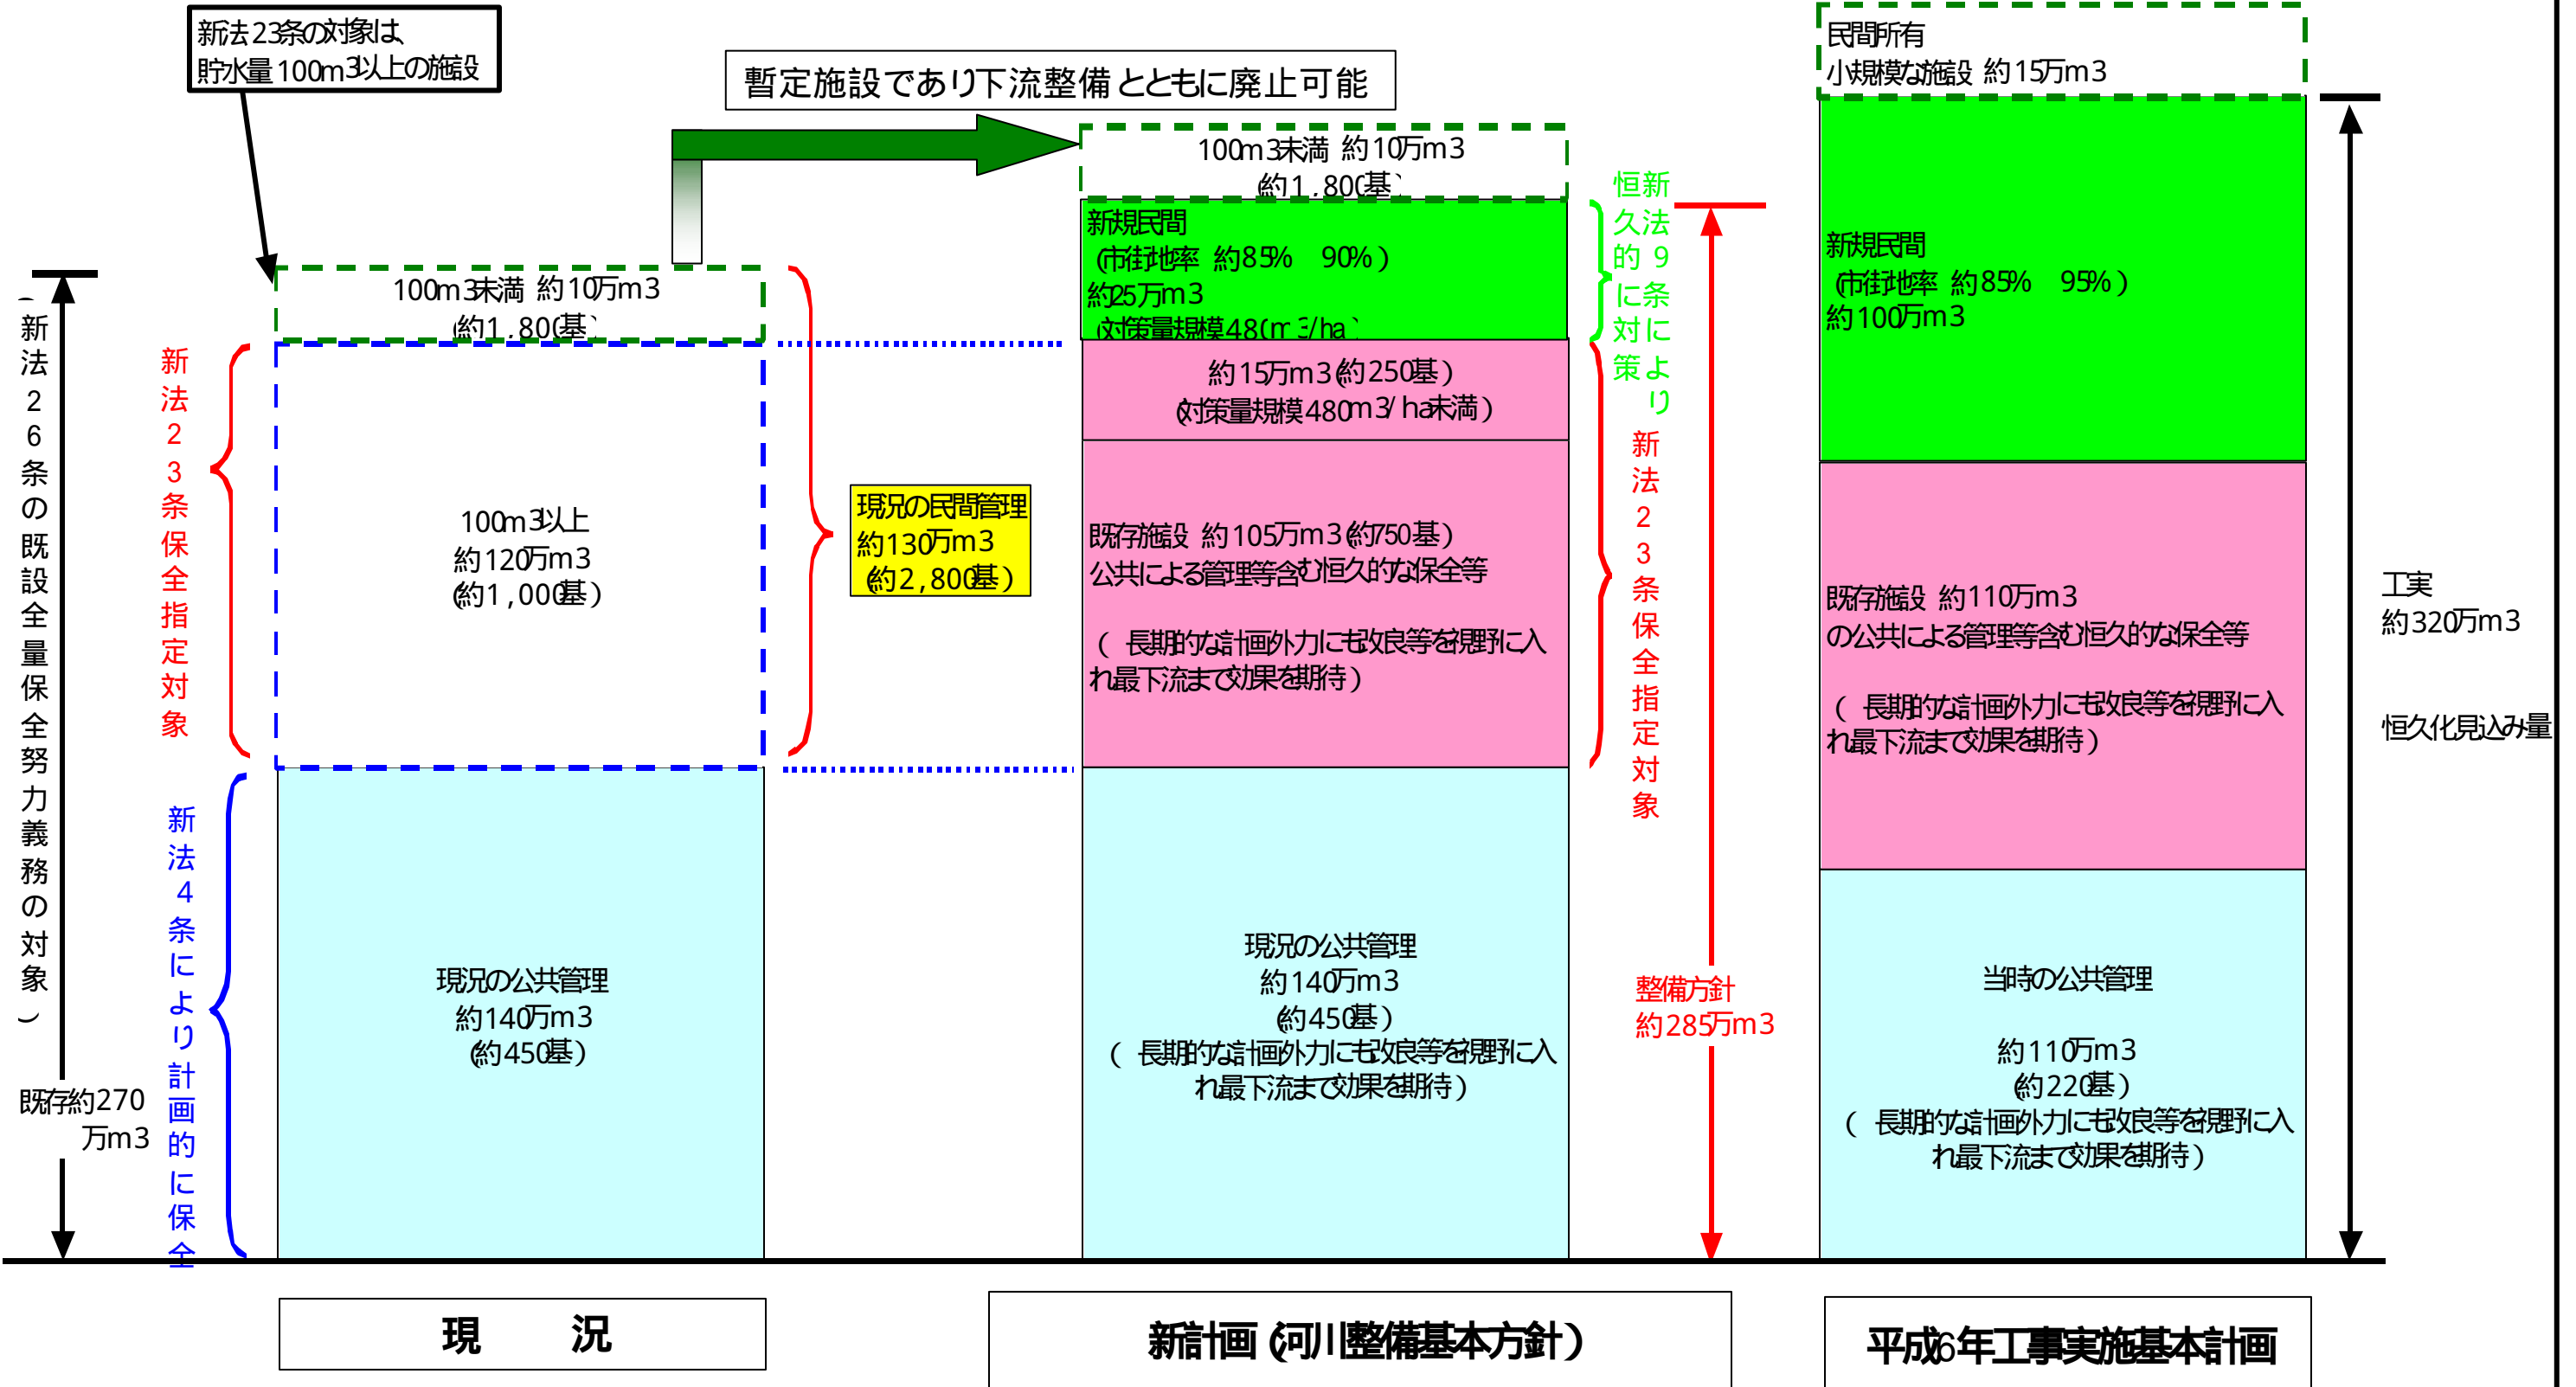 新法23条の対象は、
貯水量100m3以上の施設
暫定施設であり下流整備とともに廃止可能
民間所有
小規模な施設 約15万m3
100m3未満 約10万m3
(約1,800基)
新規民間
(市街地率 約85% 90%)
約25万m3
(対策量規模480m3/ha)
新法9条により
恒久的に対策
新規民間
(市街地率 約85% 95%)
約100万m3
100m3未満 約10万m3
(約1,800基)
(新法26条の既設全量保全努力義務の対象)
既存約270
万m3
新法23条保全指定対象
100m3以上
約120万m3
(約1,000基)
現況の民間管理
約130万m3
(約2,800基)
約15万m3(約250基)
(対策量規模480m3/ha未満)
既存施設 約105万m3(約750基)
公共による管理等含む恒久的な保全等
( 長期的な計画外力にも改良等を視野に入
れ最下流まで効果を期待)
新法23条保全指定対象
既存施設 約110万m3
の公共による管理等含む恒久的な保全等
( 長期的な計画外力にも改良等を視野に入
れ最下流まで効果を期待)
工実
約320万m3
恒久化見込み量
新法4条により計画的に保全
現況の公共管理
約140万m3
(約450基)
現況の公共管理
約140万m3
(約450基)
( 長期的な計画外力にも改良等を視野に入
れ最下流まで効果を期待)
整備方針
約285万m3
当時の公共管理
約110万m3
(約220基)
( 長期的な計画外力にも改良等を視野に入
れ最下流まで効果を期待)
現 況
新計画(河川整備基本方針)
平成6年工事実施基本計画